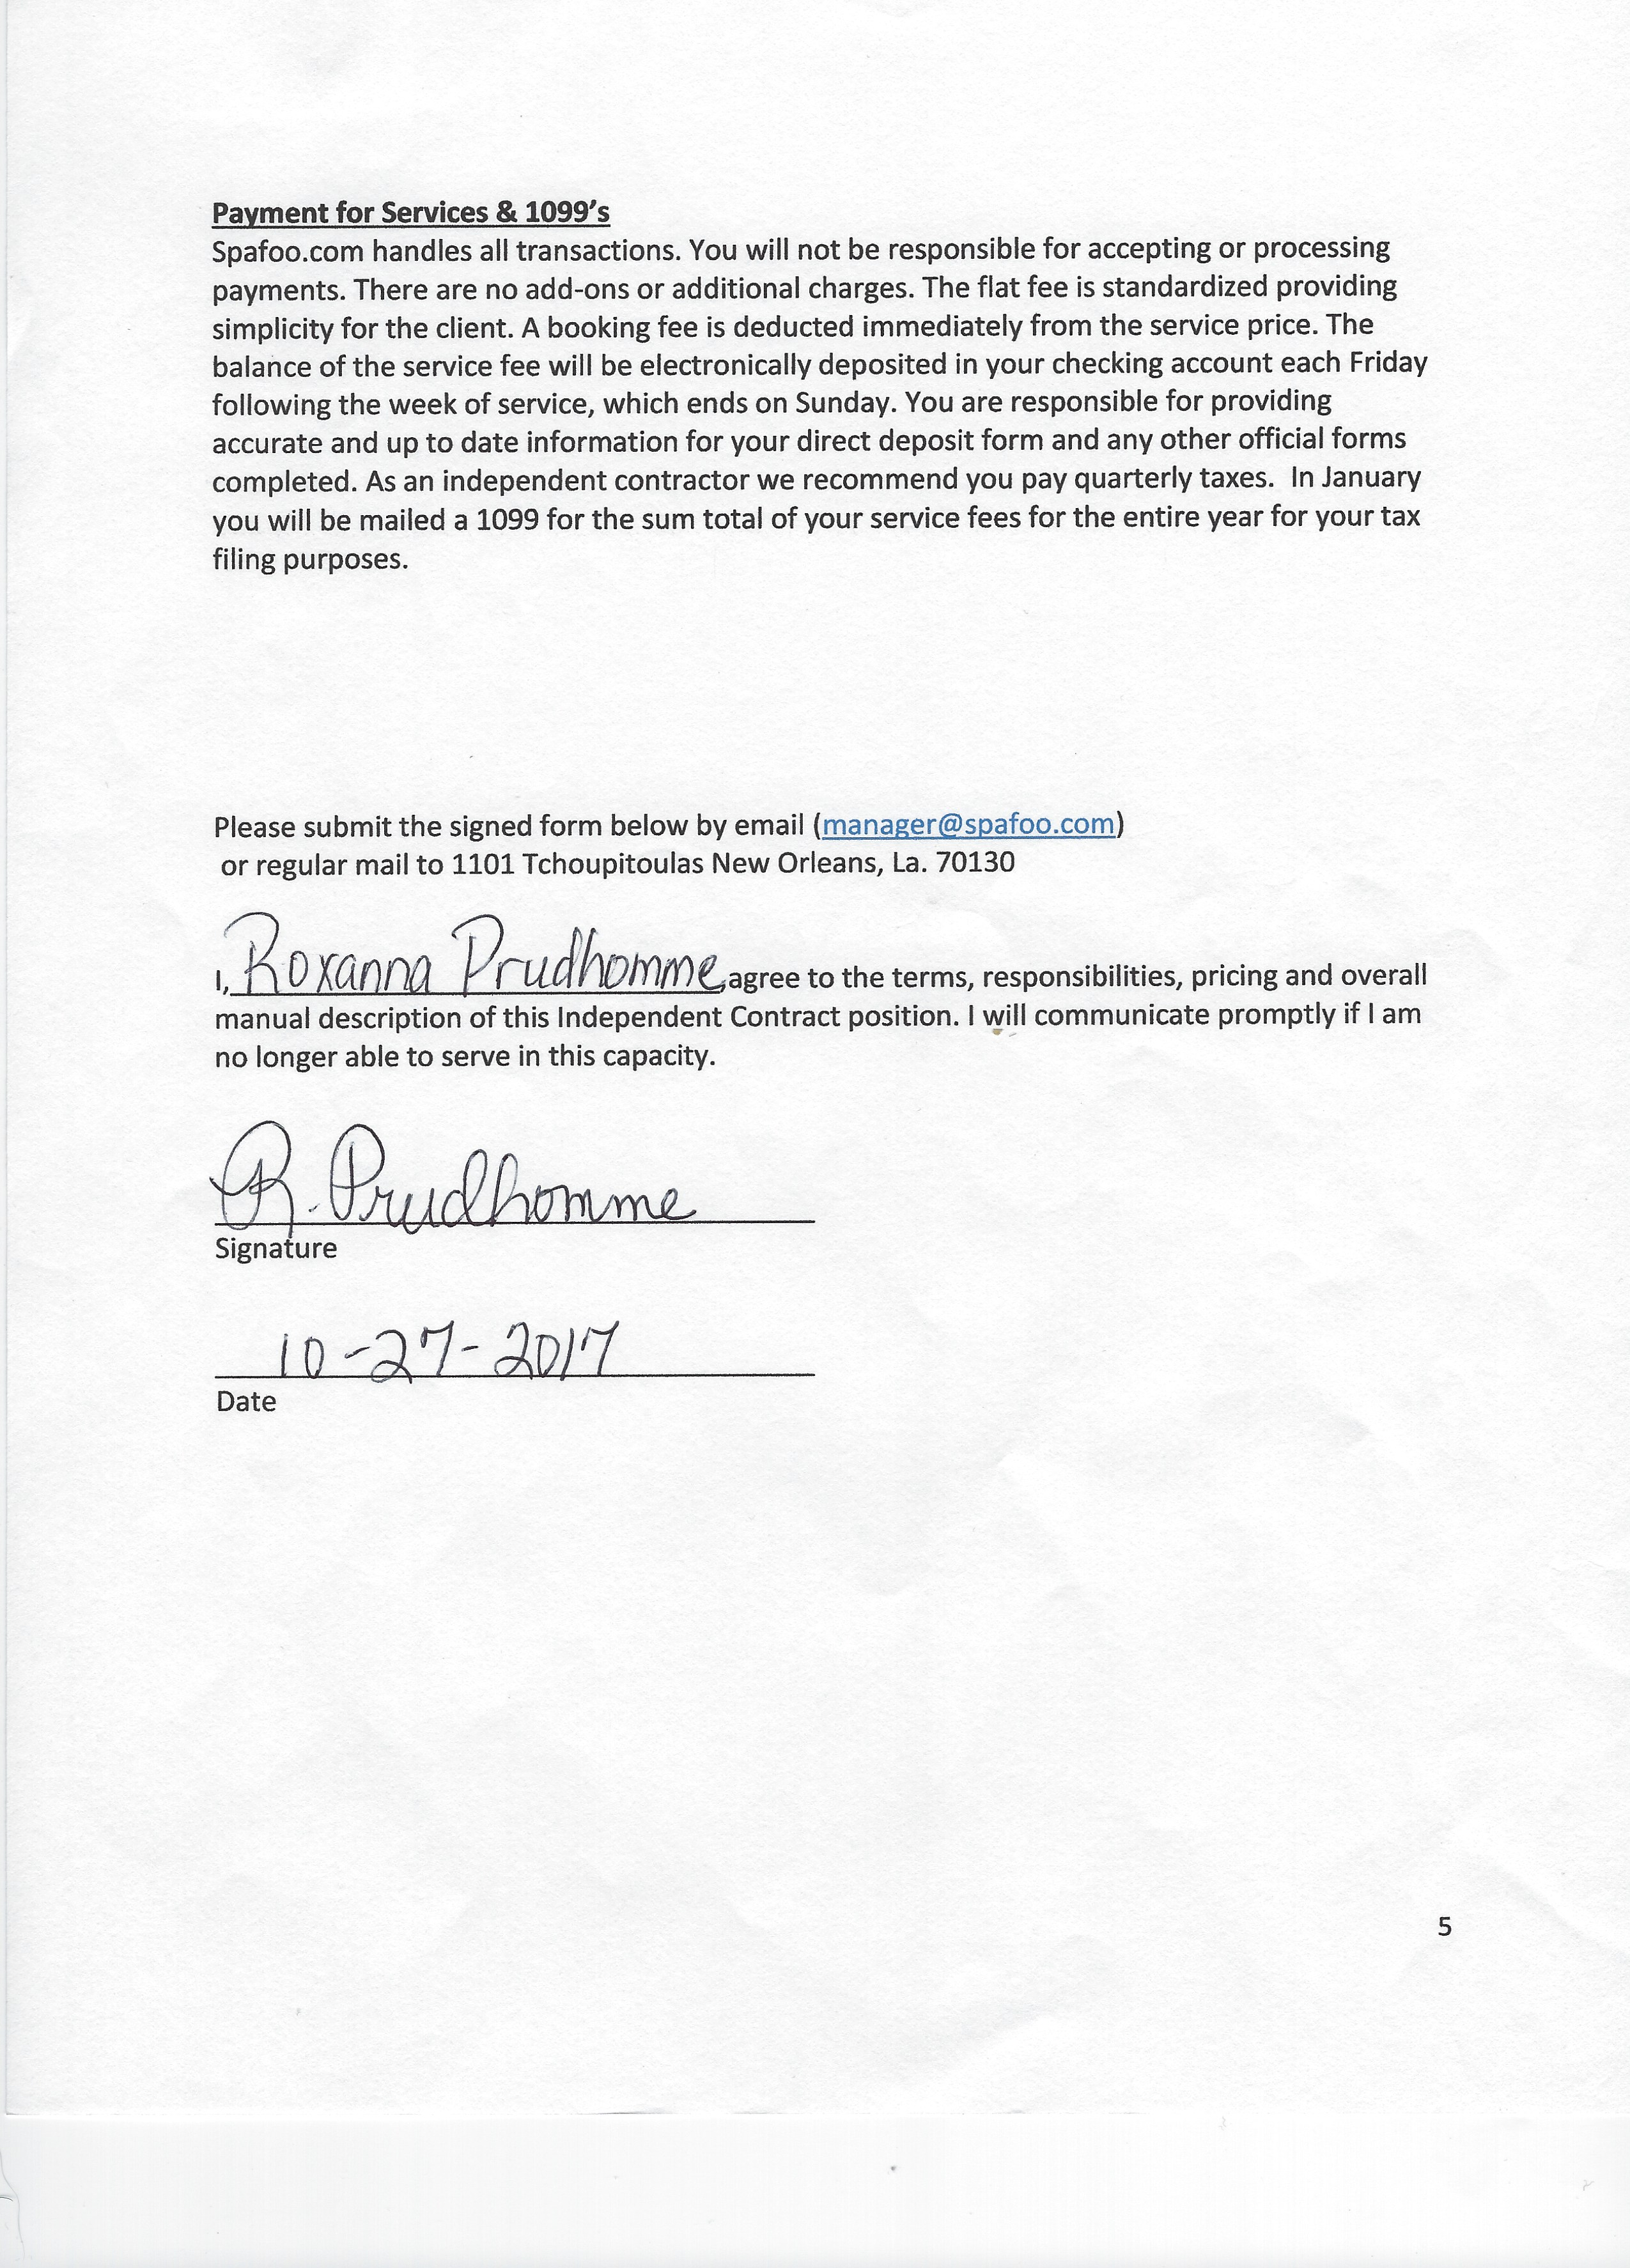 Payment for Services & 1099's
Spafoo.com handles all transactions. You will not be responsible for accepting or processing
payments. There are no add-ons or additional charges. The flat fee is standardized providing
simplicity for the client. A booking fee is deducted immediately from the service price. The
balance of the service fee will be electronically deposited in your checking account each Friday
following the week of service, which ends on Sunday. You are responsible for providing
accurate and up to date information for your direct deposit form and any other official forms
completed. As an independent contractor we recommend you pay quarterly taxes.  In January
you will be mailed a 1099 for the sum total of your service fees for the entire year for your tax
filing purposes.
Please submit the signed form below by email (manager@spafoo.com)
or regular mail to 1101 Tchoupitoulas New Orleans, La. 70130
I, Roxanna Prudhomme, agree to the terms, responsibilities, pricing and overall
manual description of this Independent Contract position. I will communicate promptly if I am
no longer able to serve in this capacity.
R. Prudhomme
Signature
10-27-2017
Date
5